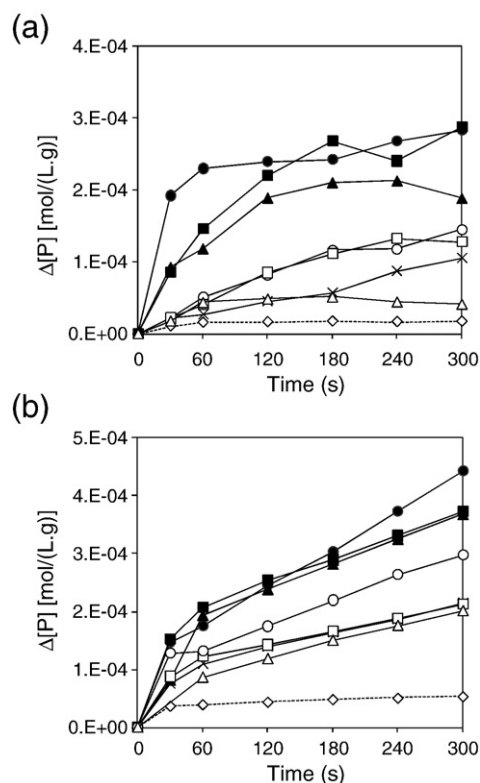 (a)
Δ[P] [mol/(L.g)]
4.E-04
3.E-04
2.E-04
1.E-04
0.E+00
0 60 120 180 240 300
Time (s)
(b)
Δ[P] [mol/(L.g)]
5.E-04
4.E-04
3.E-04
2.E-04
1.E-04
0.E+00
0 60 120 180 240 300
Time (s)